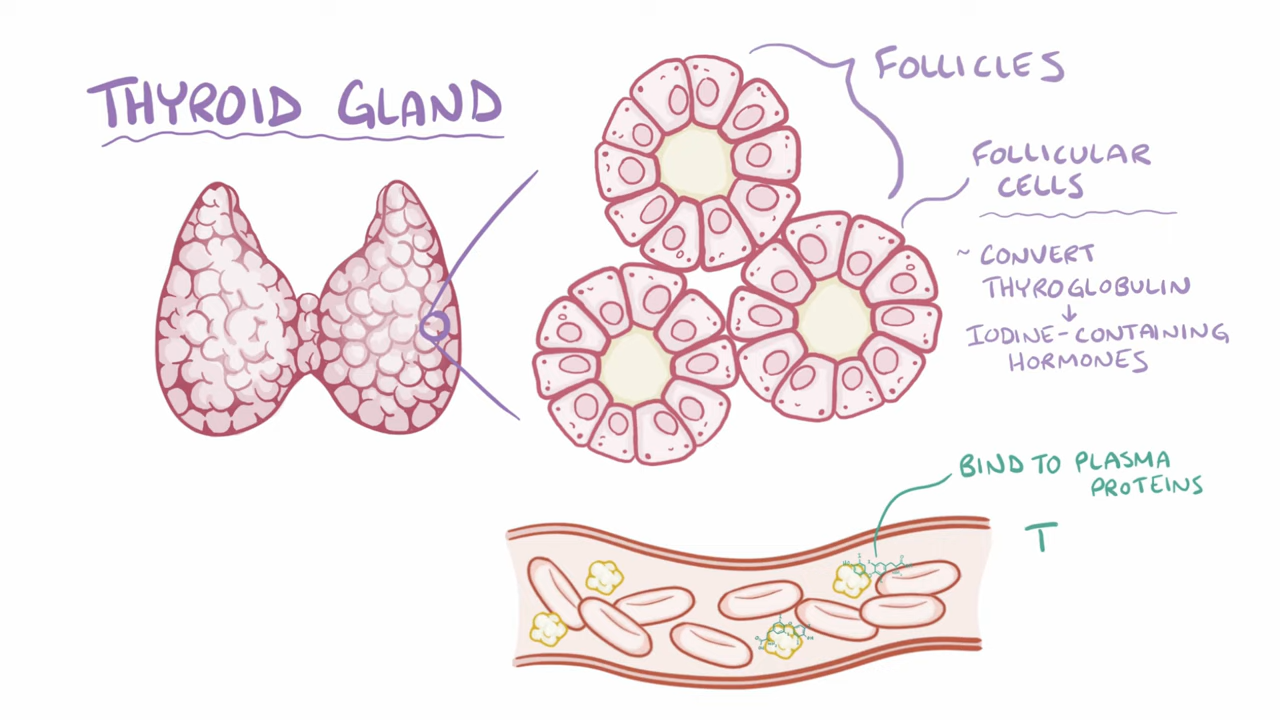 THYROID GLAND
FOLLICLES
FOLLICULAR
CELLS
~ CONVERT
THYROGLOBULIN
↓
IODINE-CONTAINING
HORMONES
BIND TO PLASMA
PROTEINS
T